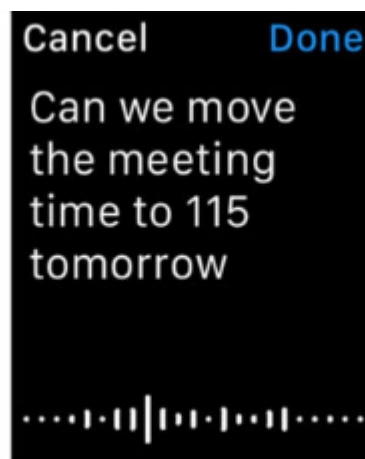 Cancel Done
Can we move
the meeting
time to 115
tomorrow